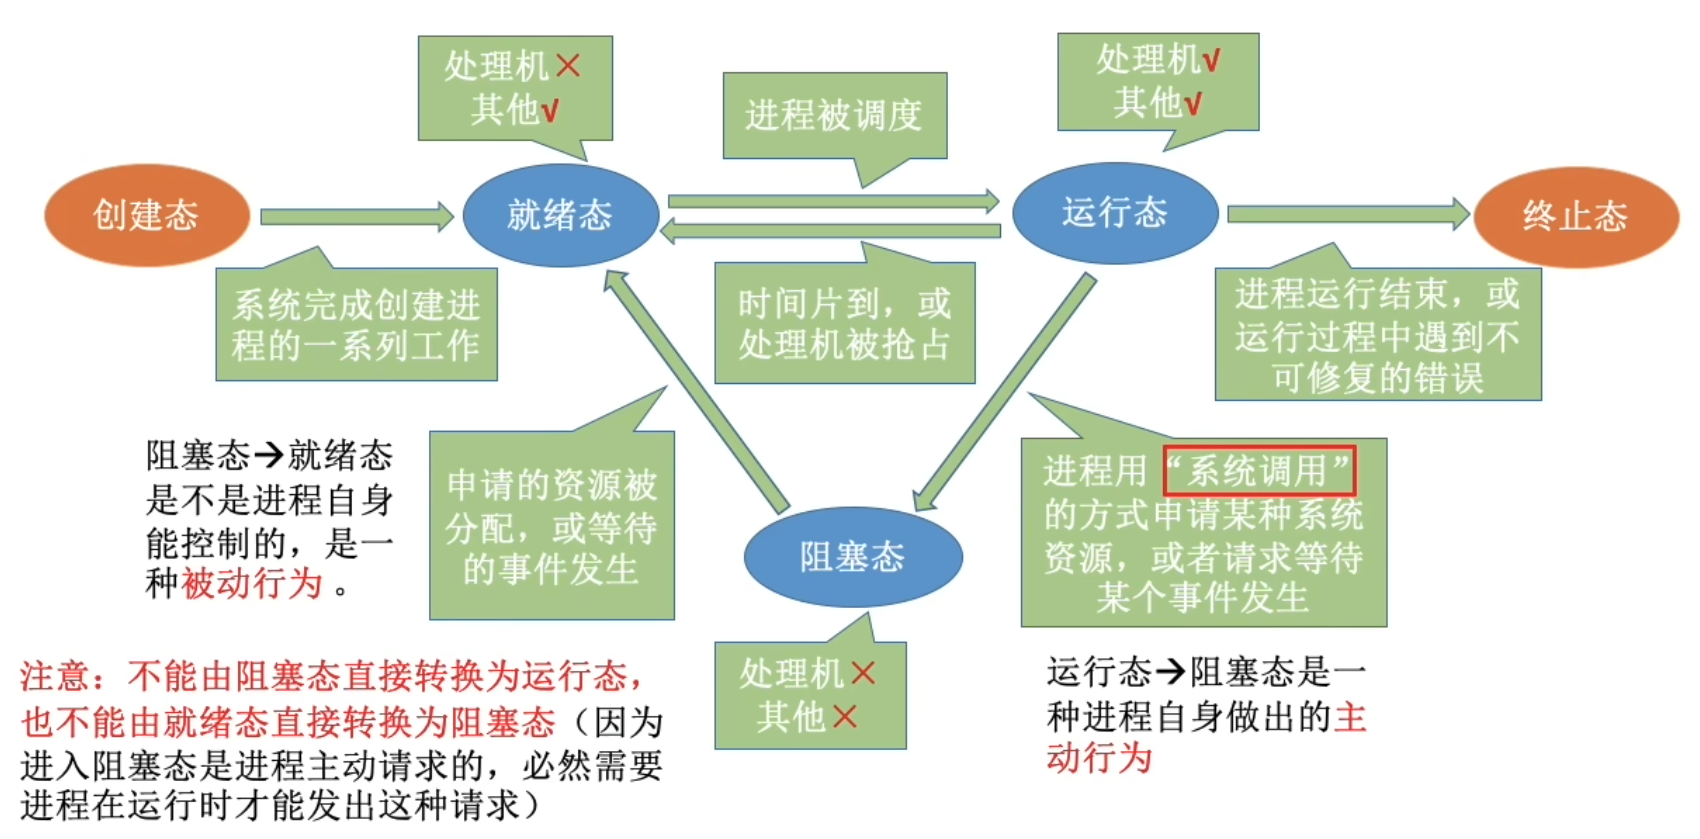 处理机×
其他√
进程被调度
处理机√
其他√
创建态
就绪态
运行态
终止态
系统完成创建进
程的一系列工作
时间片到，或
处理机被抢占
进程运行结束，或
运行过程中遇到不
可修复的错误
阻塞态→就绪态
是不是进程自身
能控制的，是一
种被动行为。
申请的资源被
分配，或等待
的事件发生
进程用“系统调用”
的方式申请某种系统
资源，或者请求等待
某个事件发生
阻塞态
处理机×
其他×
运行态→阻塞态是一
种进程自身做出的主
动行为
注意：不能由阻塞态直接转换为运行态，
也不能由就绪态直接转换为阻塞态（因为
进入阻塞态是进程主动请求的，必然需要
进程在运行时才能发出这种请求）